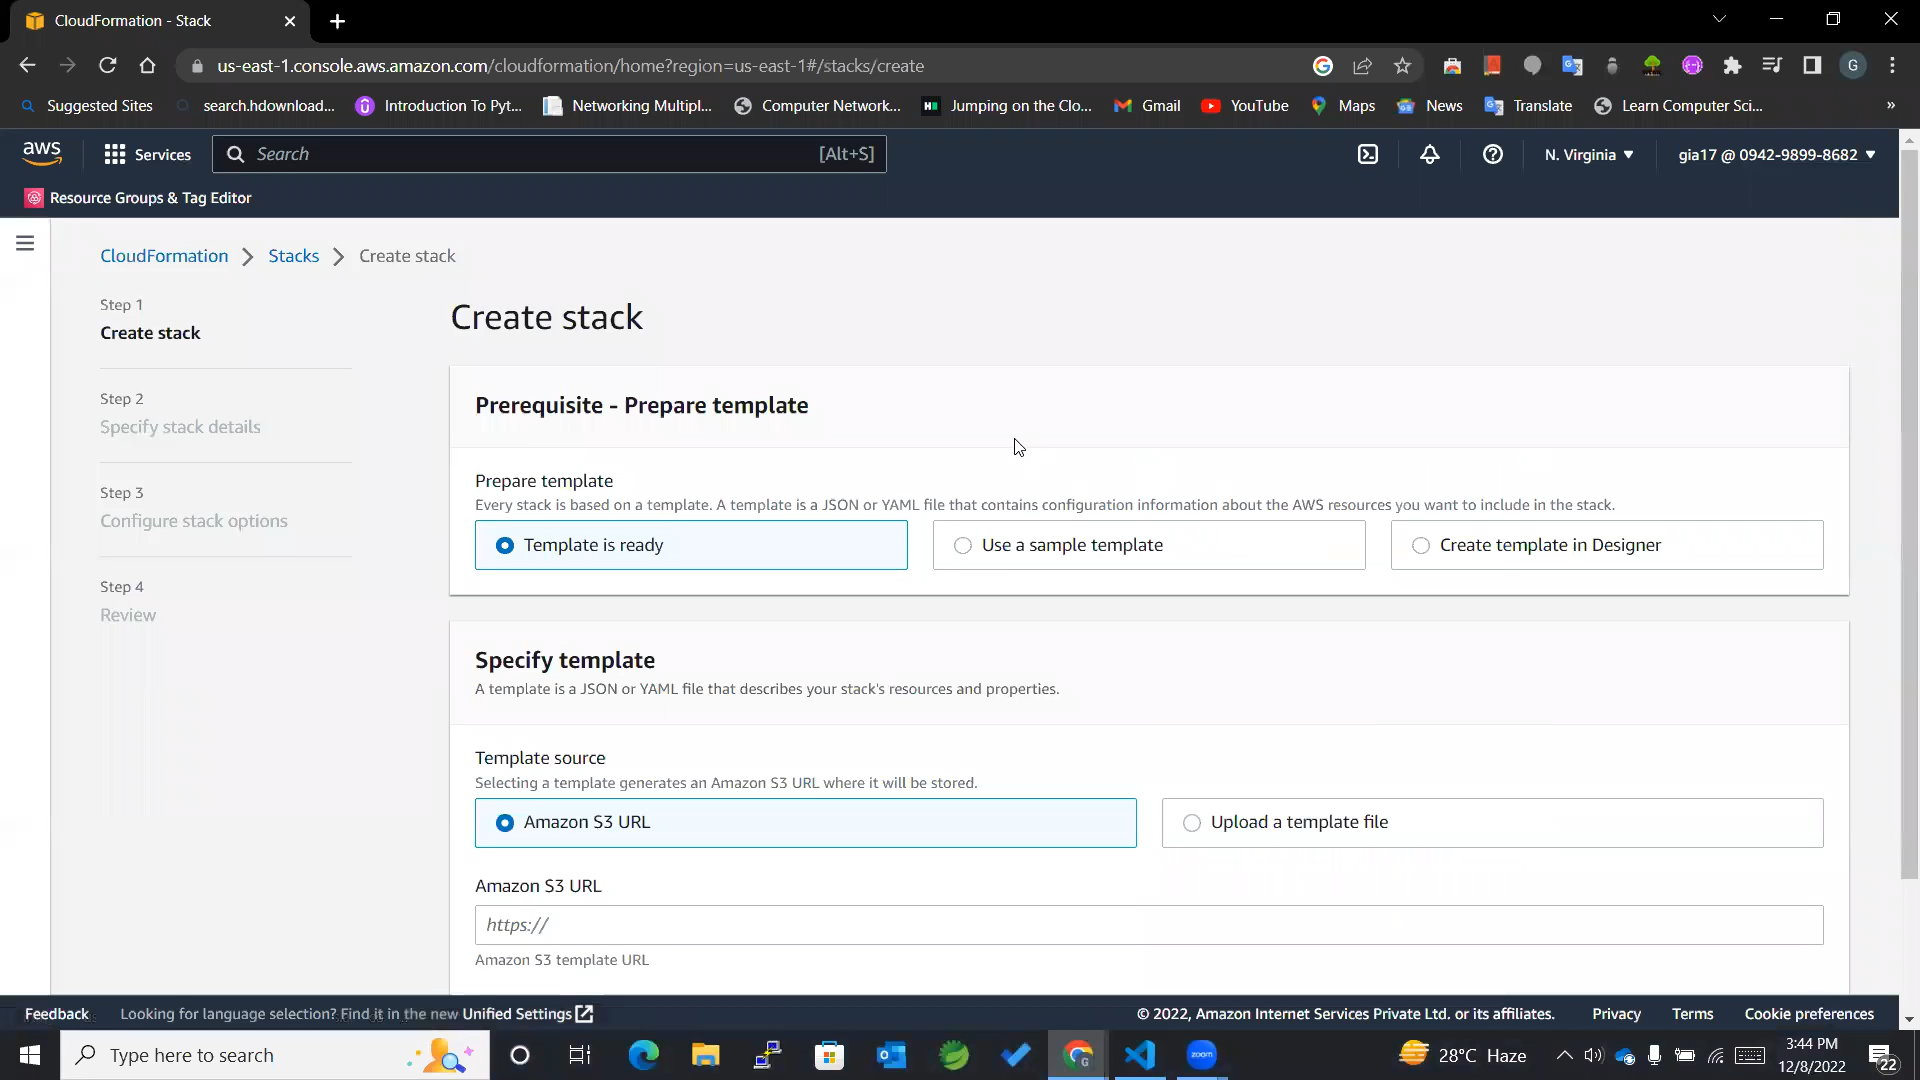 CloudFormation - Stack
us-east-1.console.aws.amazon.com/cloudformation/home?region=us-east-1#/stacks/create
G
Suggested Sites
search.hdownload...
Introduction To Pyt...
Networking Multipl...
Computer Network...
Jumping on the Clo...
Gmail
YouTube
Maps
News
Translate
Learn Computer Sci...
»
aws
Services
Search
[Alt+S]
N. Virginia
gia17 @ 0942-9899-8682
Resource Groups & Tag Editor
CloudFormation
Stacks
Create stack
Step 1
Create stack
Step 2
Specify stack details
Step 3
Configure stack options
Step 4
Review
Create stack
Prerequisite - Prepare template
Prepare template
Every stack is based on a template. A template is a JSON or YAML file that contains configuration information about the AWS resources you want to include in the stack.
Template is ready
Use a sample template
Create template in Designer
Specify template
A template is a JSON or YAML file that describes your stack's resources and properties.
Template source
Selecting a template generates an Amazon S3 URL where it will be stored.
Amazon S3 URL
Upload a template file
Amazon S3 URL
https://
Amazon S3 template URL
Feedback
Looking for language selection? Find it in the new Unified Settings
© 2022, Amazon Internet Services Private Ltd. or its affiliates.
Privacy
Terms
Cookie preferences
Type here to search
zoom
28°C Haze
3:44 PM
12/8/2022
22